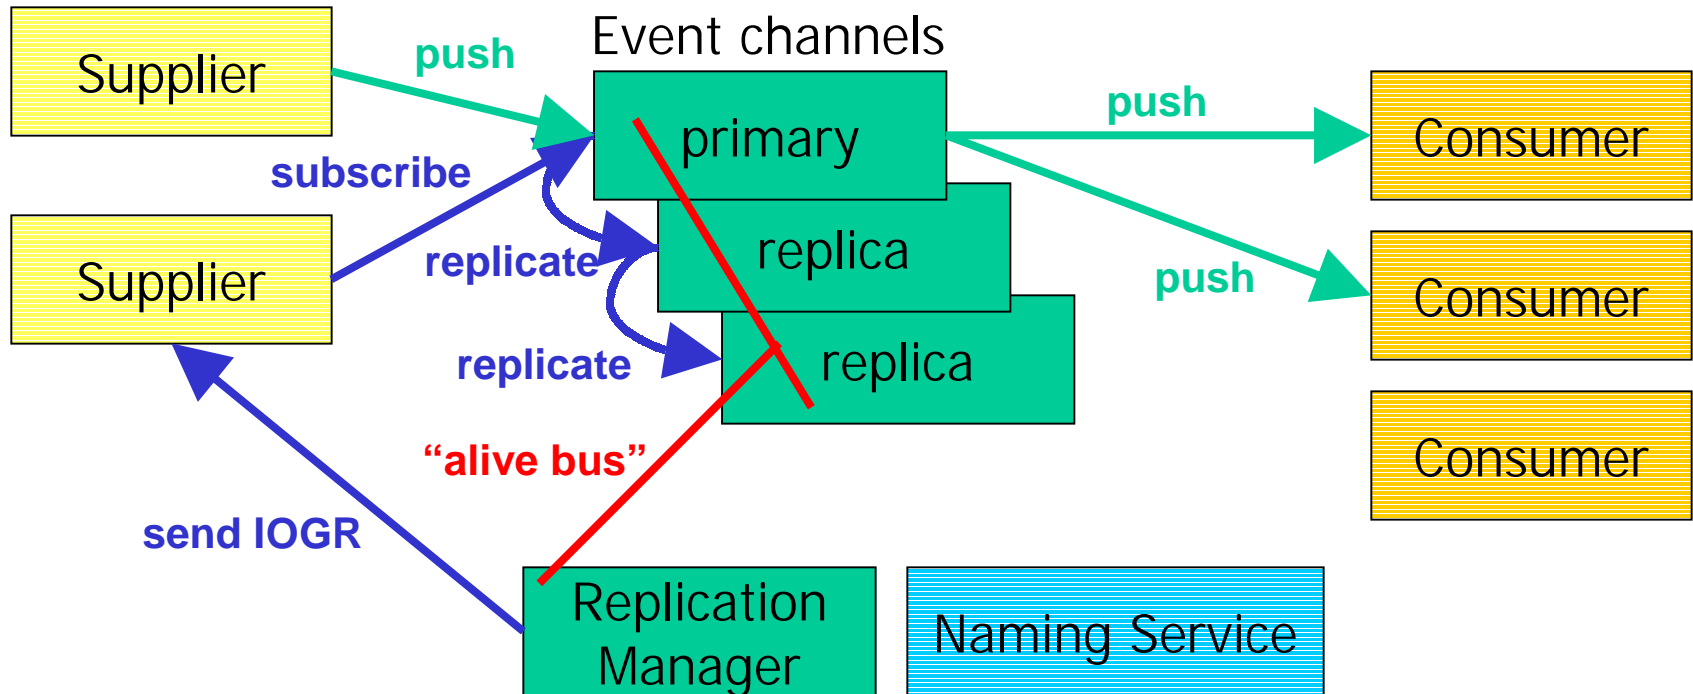 Event channels
Supplier
push
primary
push
Consumer
subscribe
Supplier
replicate
replica
push
Consumer
replicate
replica
“alive bus”
Consumer
send IOGR
Replication
Manager
Naming Service